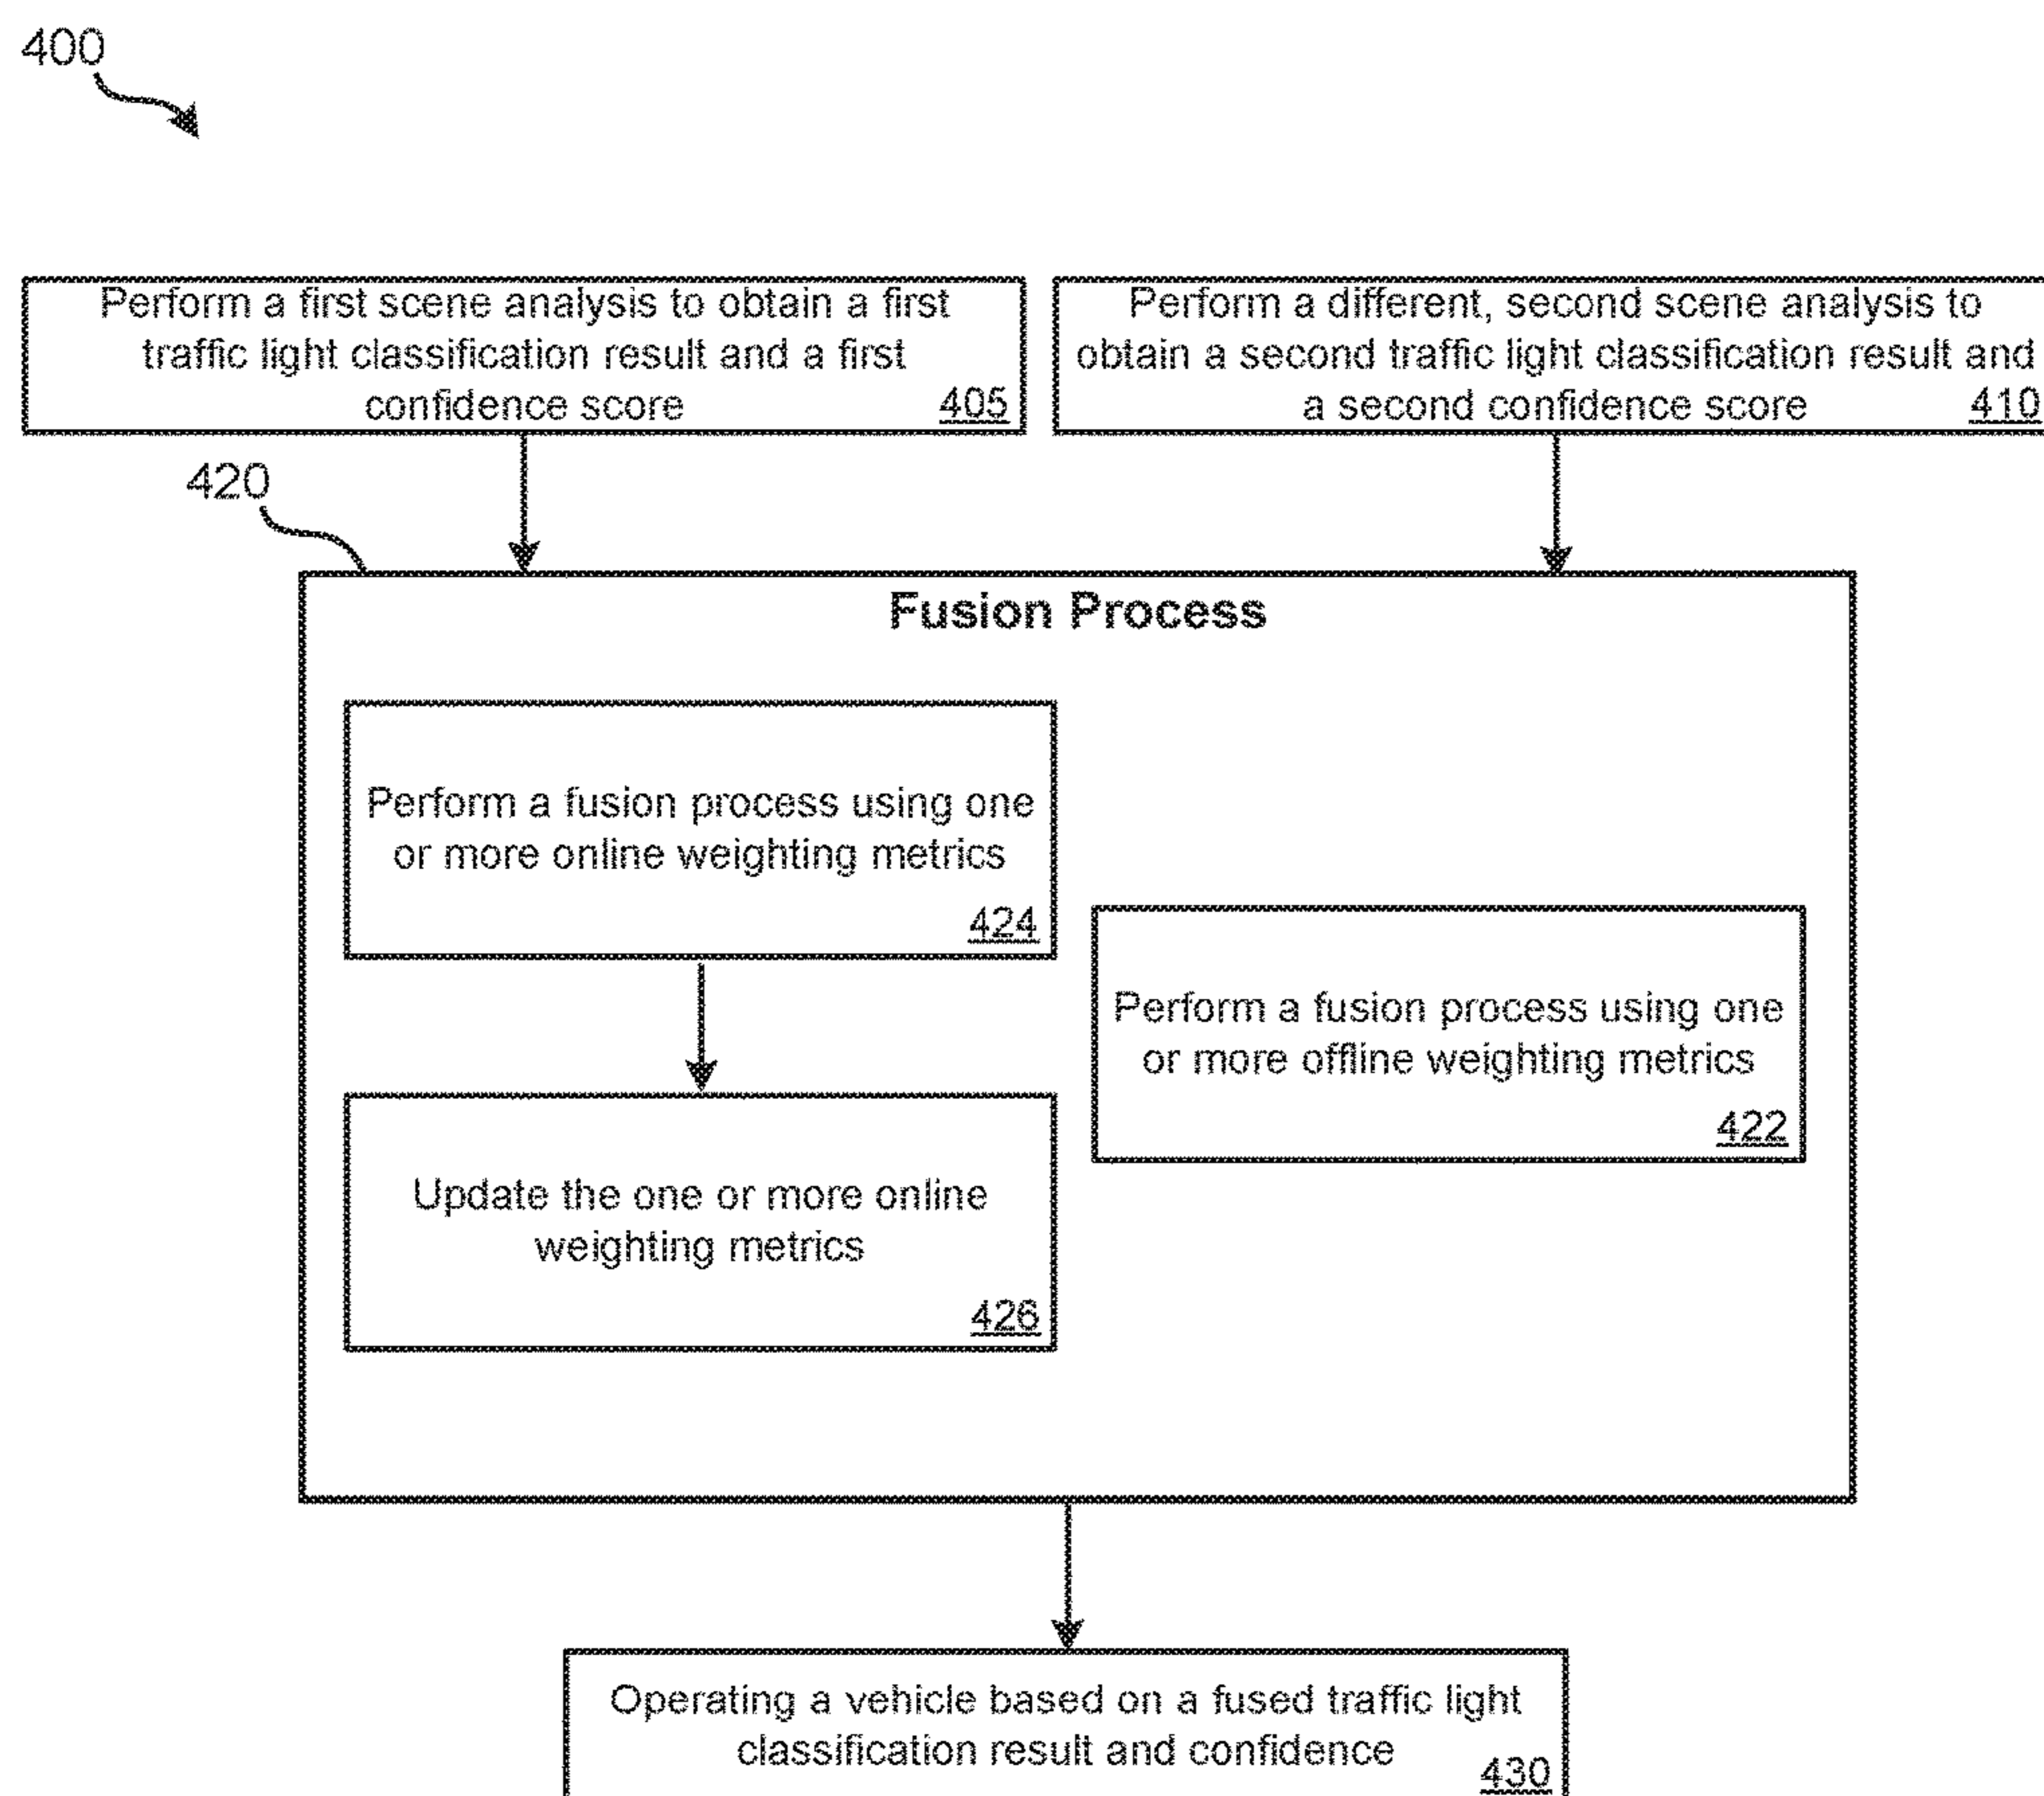 400
Perform a first scene analysis to obtain a first
traffic light classification result and a first
confidence score
405
Perform a different, second scene analysis to
obtain a second traffic light classification result and
a second confidence score
410
420
Fusion Process
Perform a fusion process using one
or more online weighting metrics
424
Perform a fusion process using one
or more offline weighting metrics
422
Update the one or more online
weighting metrics
426
Operating a vehicle based on a fused traffic light
classification result and confidence
430